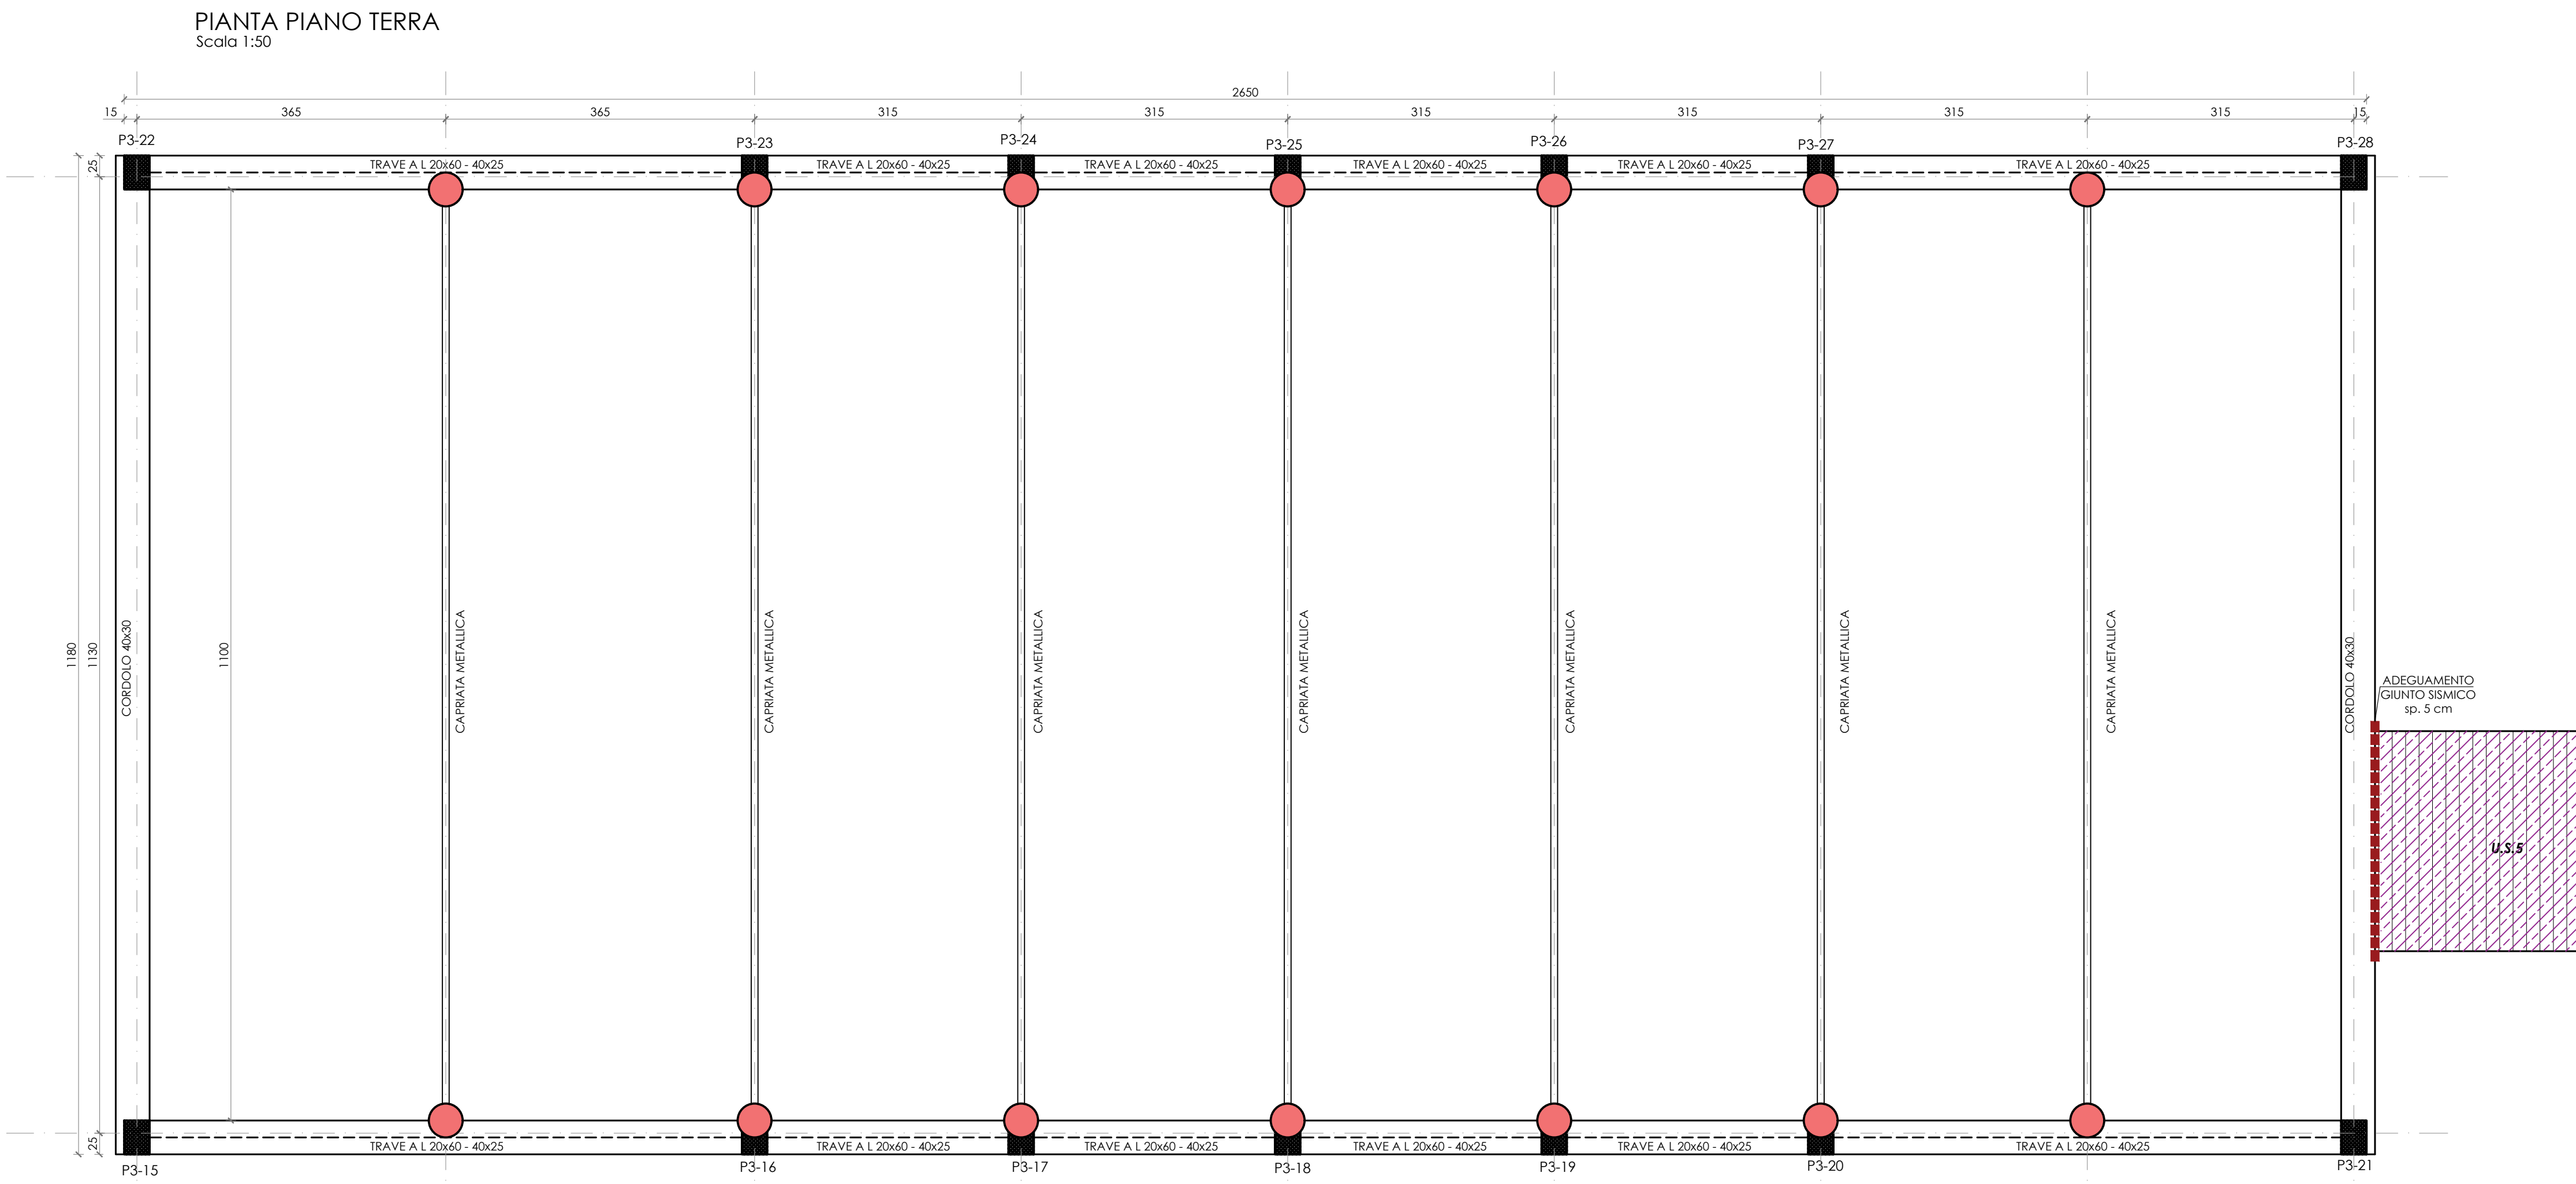 PIANTA PIANO TERRA
Scala 1:50
2650
15 365 365 315 315 315 315 315 315 15
P3-22 P3-23 P3-24 P3-25 P3-26 P3-27 P3-28
25
TRAVE A L 20x60 - 40x25 TRAVE A L 20x60 - 40x25 TRAVE A L 20x60 - 40x25 TRAVE A L 20x60 - 40x25 TRAVE A L 20x60 - 40x25 TRAVE A L 20x60 - 40x25
1180
1130
CORDOLO 40x30
1100
CAPRIATA METALLICA
CAPRIATA METALLICA
CAPRIATA METALLICA
CAPRIATA METALLICA
CAPRIATA METALLICA
CAPRIATA METALLICA
CAPRIATA METALLICA
CORDOLO 40x30
ADEGUAMENTO
GIUNTO SISMICO
sp. 5 cm
U.S.5
25
TRAVE A L 20x60 - 40x25 TRAVE A L 20x60 - 40x25 TRAVE A L 20x60 - 40x25 TRAVE A L 20x60 - 40x25 TRAVE A L 20x60 - 40x25 TRAVE A L 20x60 - 40x25
P3-15 P3-16 P3-17 P3-18 P3-19 P3-20 P3-21